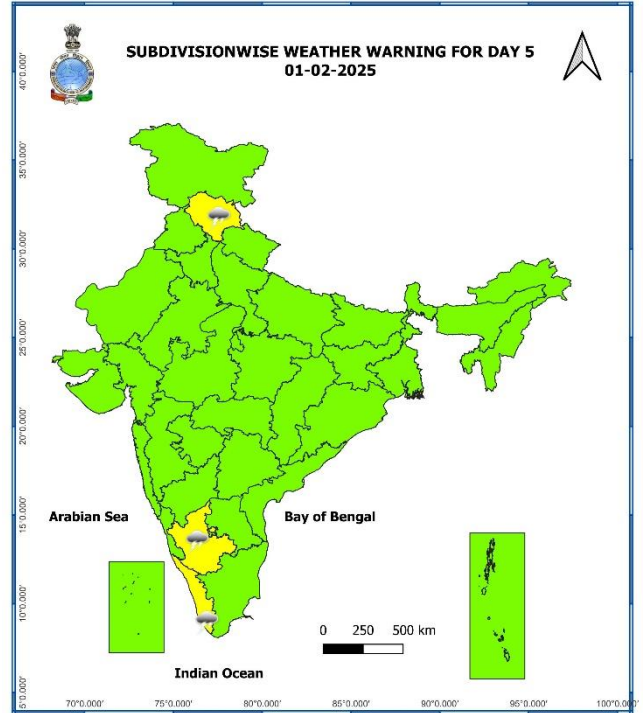 SUBDIVISIONWISE WEATHER WARNING FOR DAY 5
01-02-2025
40°0.000'
35°0.000'
30°0.000'
25°0.000'
20°0.000'
15°0.000'
10°0.000'
5°0.000'
Arabian Sea
Bay of Bengal
0 250 500 km
Indian Ocean
70°0.000' 75°0.000' 80°0.000' 85°0.000' 90°0.000' 95°0.000' 100°0.000'